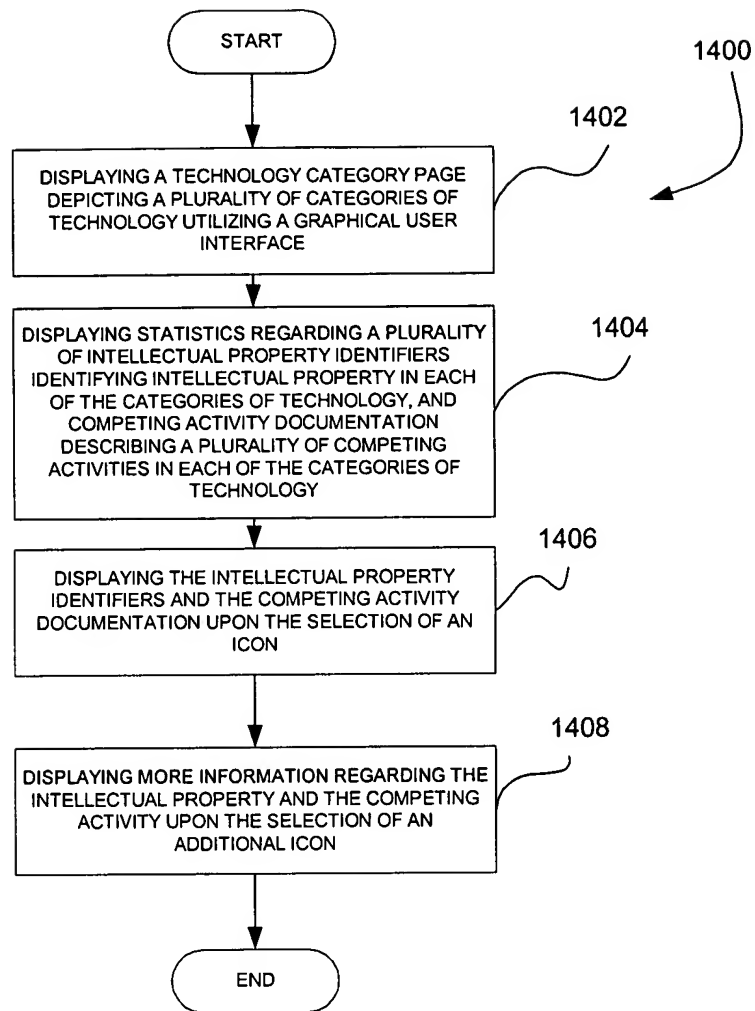 START
1400
1402
DISPLAYING A TECHNOLOGY CATEGORY PAGE
DEPICTING A PLURALITY OF CATEGORIES OF
TECHNOLOGY UTILIZING A GRAPHICAL USER
INTERFACE
1404
DISPLAYING STATISTICS REGARDING A PLURALITY
OF INTELLECTUAL PROPERTY IDENTIFIERS
IDENTIFYING INTELLECTUAL PROPERTY IN EACH
OF THE CATEGORIES OF TECHNOLOGY, AND
COMPETING ACTIVITY DOCUMENTATION
DESCRIBING A PLURALITY OF COMPETING
ACTIVITIES IN EACH OF THE CATEGORIES OF
TECHNOLOGY
1406
DISPLAYING THE INTELLECTUAL PROPERTY
IDENTIFIERS AND THE COMPETING ACTIVITY
DOCUMENTATION UPON THE SELECTION OF AN
ICON
1408
DISPLAYING MORE INFORMATION REGARDING THE
INTELLECTUAL PROPERTY AND THE COMPETING
ACTIVITY UPON THE SELECTION OF AN
ADDITIONAL ICON
END